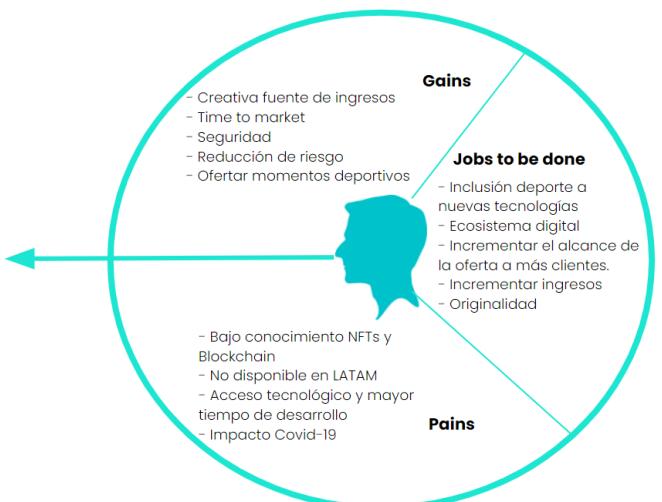 Gains
- Creativa fuente de ingresos
- Time to market
- Seguridad
- Reducción de riesgo
- Ofertar momentos deportivos
Jobs to be done
- Inclusión deporte a
nuevas tecnologías
- Ecosistema digital
- Incrementar el alcance de
la oferta a más clientes.
- Incrementar ingresos
- Originalidad
- Bajo conocimiento NFTs y
Blockchain
- No disponible en LATAM
- Acceso tecnológico y mayor
tiempo de desarrollo
- Impacto Covid-19
Pains